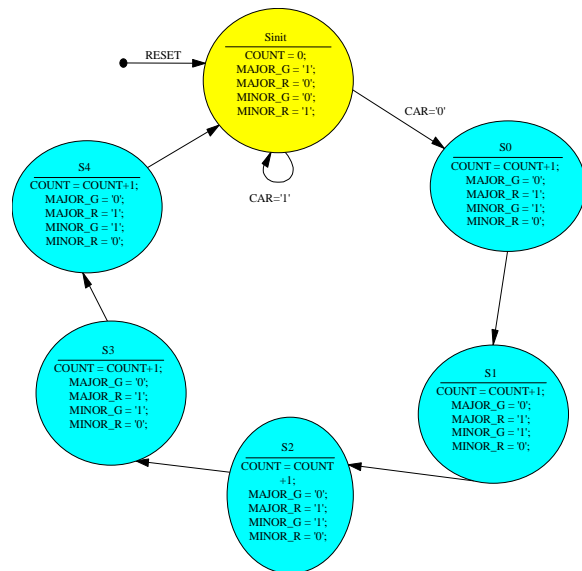 RESET
Sinit
COUNT = 0;
MAJOR_G = '1';
MAJOR_R = '0';
MINOR_G = '0';
MINOR_R = '1';
CAR='1'
CAR='0'
S0
COUNT = COUNT+1;
MAJOR_G = '0';
MAJOR_R = '1';
MINOR_G = '1';
MINOR_R = '0';
S1
COUNT = COUNT+1;
MAJOR_G = '0';
MAJOR_R = '1';
MINOR_G = '1';
MINOR_R = '0';
S2
COUNT = COUNT
+1;
MAJOR_G = '0';
MAJOR_R = '1';
MINOR_G = '1';
MINOR_R = '0';
S3
COUNT = COUNT+1;
MAJOR_G = '0';
MAJOR_R = '1';
MINOR_G = '1';
MINOR_R = '0';
S4
COUNT = COUNT+1;
MAJOR_G = '0';
MAJOR_R = '1';
MINOR_G = '1';
MINOR_R = '0';